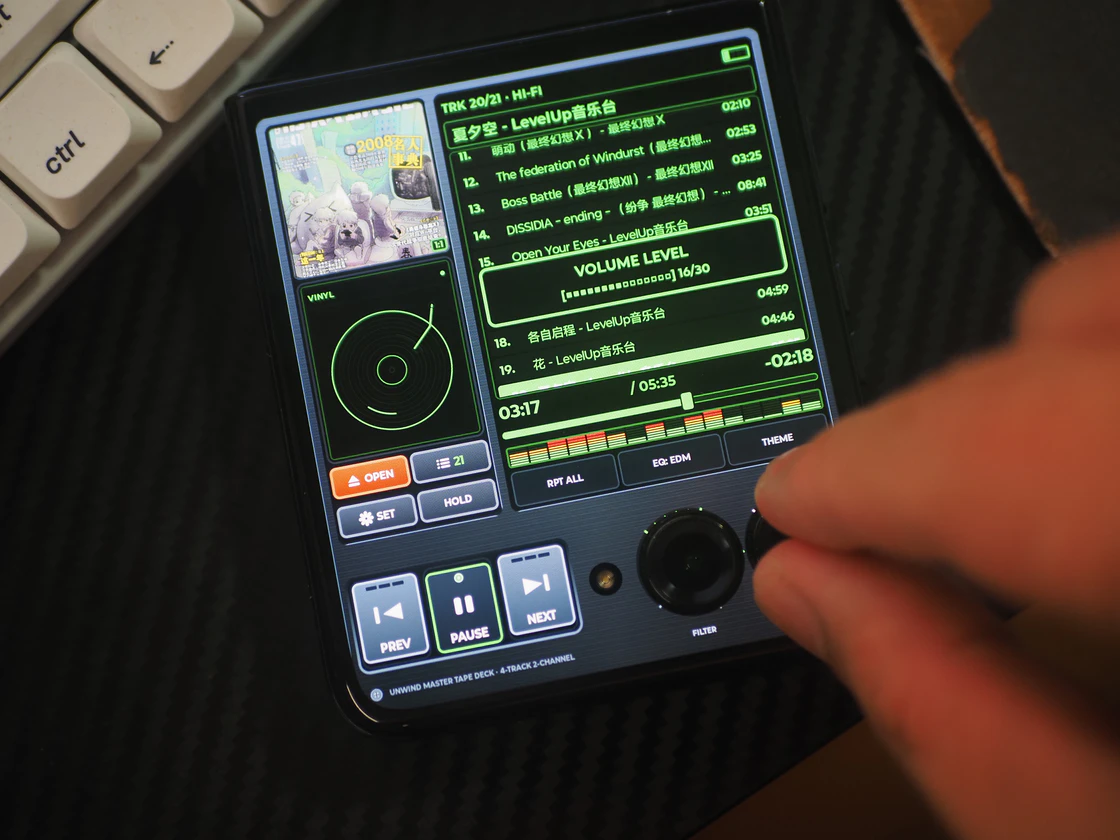 ctrl
TRK 20/21 · HI-FI
夏夕空 - LevelUp音乐台
11. 萌动（最终幻想Ⅹ） - 最终幻想Ⅹ 02:10
12. The federation of Windurst（最终幻想... 02:53
13. Boss Battle（最终幻想XII） - 最终幻想XII 03:25
14. DISSIDIA - ending -（纷争 最终幻想） - ... 08:41
15. Open Your Eyes - LevelUp音乐台 03:51
VOLUME LEVEL
16/30
04:59
18. 各自启程 - LevelUp音乐台 04:46
19. 花 - LevelUp音乐台
03:17 / 05:35 -02:18
RPT ALL
EQ: EDM
THEME
2008名人
事典
这一年
1:1
VINYL
OPEN
21
SET
HOLD
PREV
PAUSE
NEXT
FILTER
UNWIND MASTER TAPE DECK · 4-TRACK 2-CHANNEL